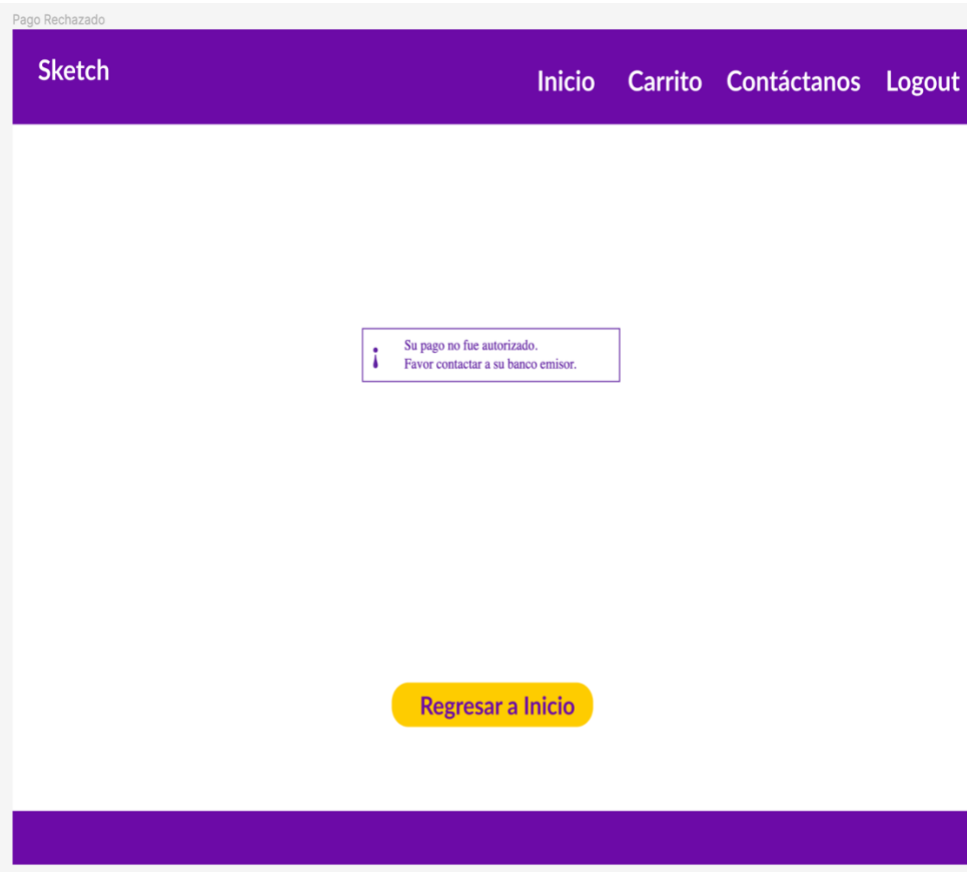 Pago Rechazado
Sketch
Inicio Carrito Contáctanos Logout
¡ Su pago no fue autorizado.
Favor contactar a su banco emisor.
Regresar a Inicio